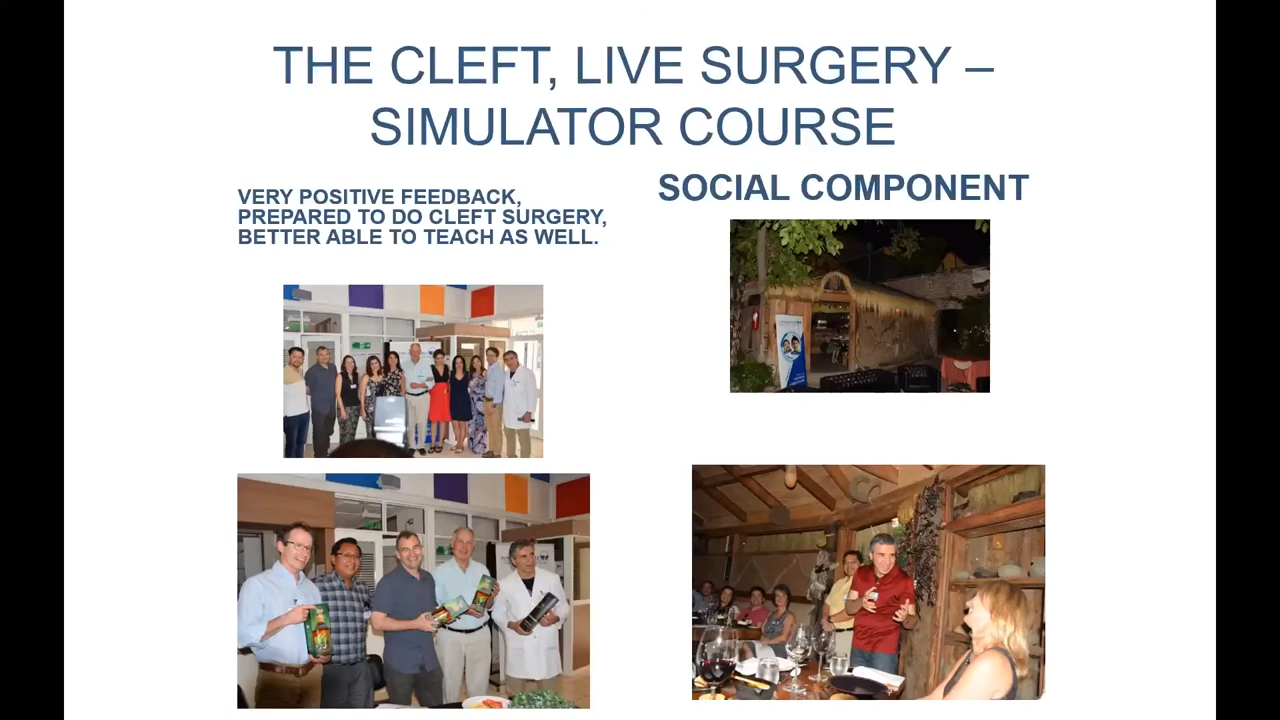 THE CLEFT, LIVE SURGERY –
SIMULATOR COURSE
VERY POSITIVE FEEDBACK,
PREPARED TO DO CLEFT SURGERY,
BETTER ABLE TO TEACH AS WELL.
SOCIAL COMPONENT